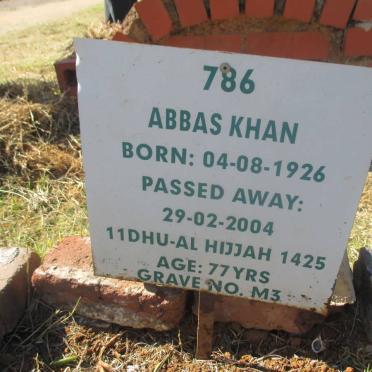 786
ABBAS KHAN
BORN: 04-08-1926
PASSED AWAY:
29-02-2004
11DHU-AL HIJJAH 1425
AGE: 77YRS
GRAVE NO. M3